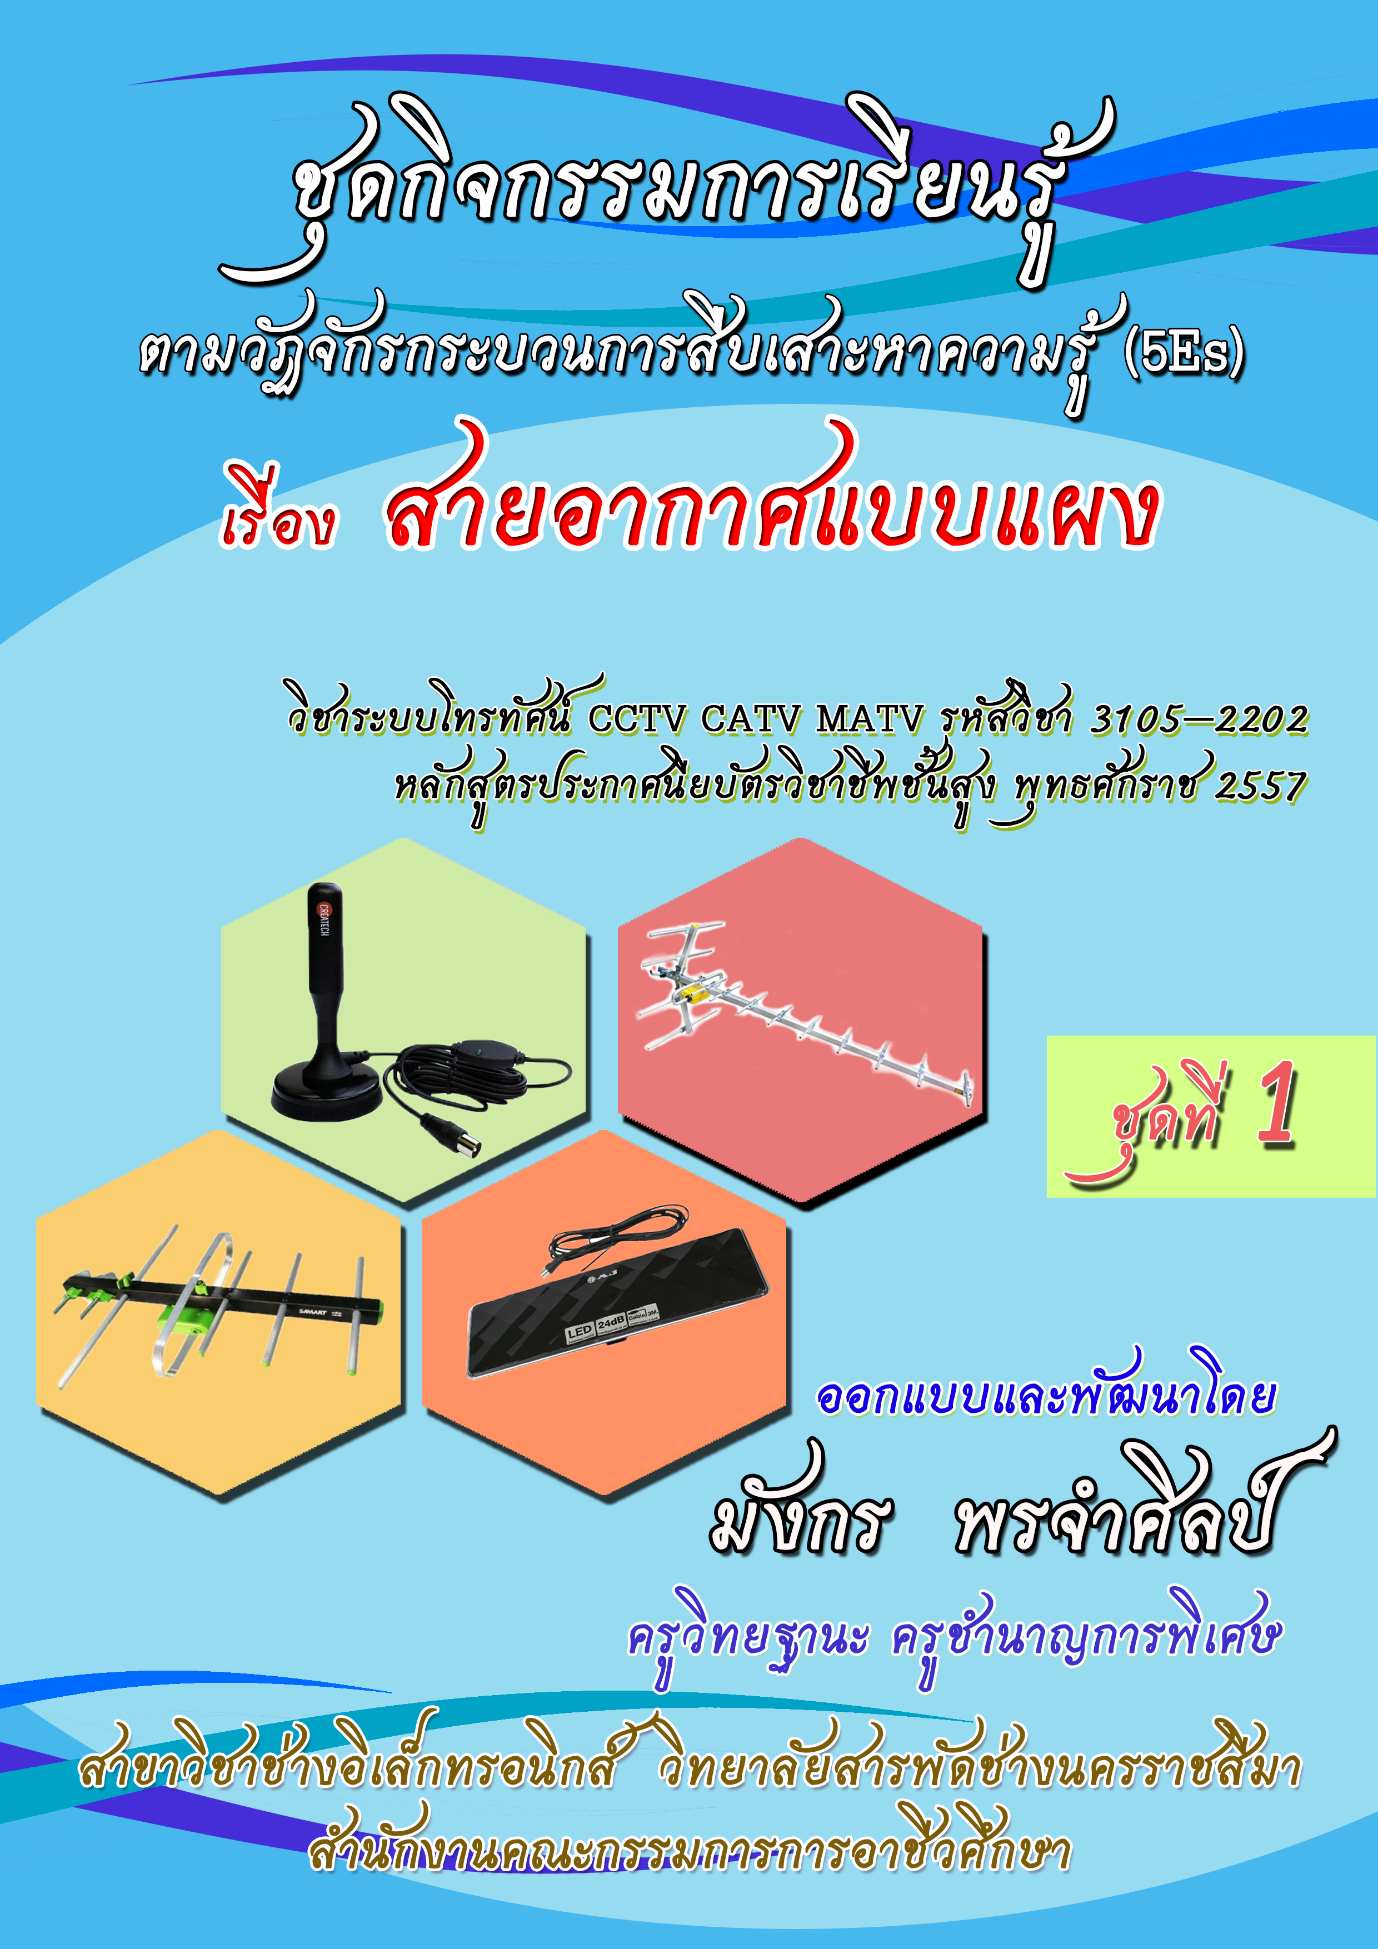 ชุดกิจกรรมการเรียนรู้
ตามวัฏจักรกระบวนการสืบเสาะหาความรู้ (5Es)
เรื่อง สายอากาศแบบแผง
วิชาระบบโทรทัศน์ CCTV CATV MATV รหัสวิชา 3105-2202
หลักสูตรประกาศนียบัตรวิชาชีพชั้นสูง พุทธศักราช 2557
CREATECH
ชุดที่ 1
SAMART
AJ
LED 24dB Cable 3M.
ออกแบบและพัฒนาโดย
มังกร พรจำศิลป์
ครูวิทยฐานะ ครูชำนาญการพิเศษ
สาขาวิชาช่างอิเล็กทรอนิกส์ วิทยาลัยสารพัดช่างนครราชสีมา
สำนักงานคณะกรรมการการอาชีวศึกษา